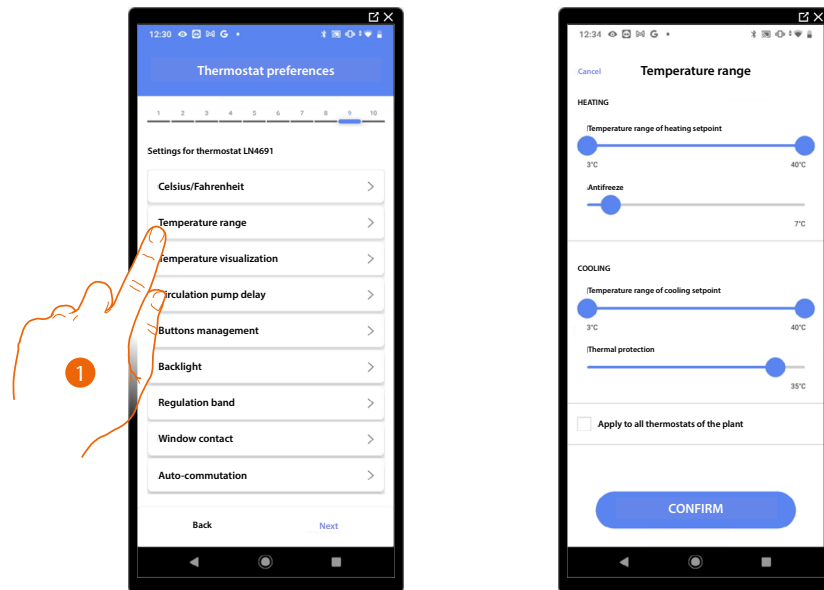 12:30 G
Thermostat preferences
1 2 3 4 5 6 7 8 9 10
Settings for thermostat LN4691
Celsius/Fahrenheit
Temperature range
Temperature visualization
Circulation pump delay
Buttons management
Backlight
Regulation band
Window contact
Auto-commutation
Back Next
1
12:34 G
Cancel Temperature range
HEATING
Temperature range of heating setpoint
3°C 40°C
Antifreeze
7°C
COOLING
Temperature range of cooling setpoint
3°C 40°C
Thermal protection
35°C
Apply to all thermostats of the plant
CONFIRM